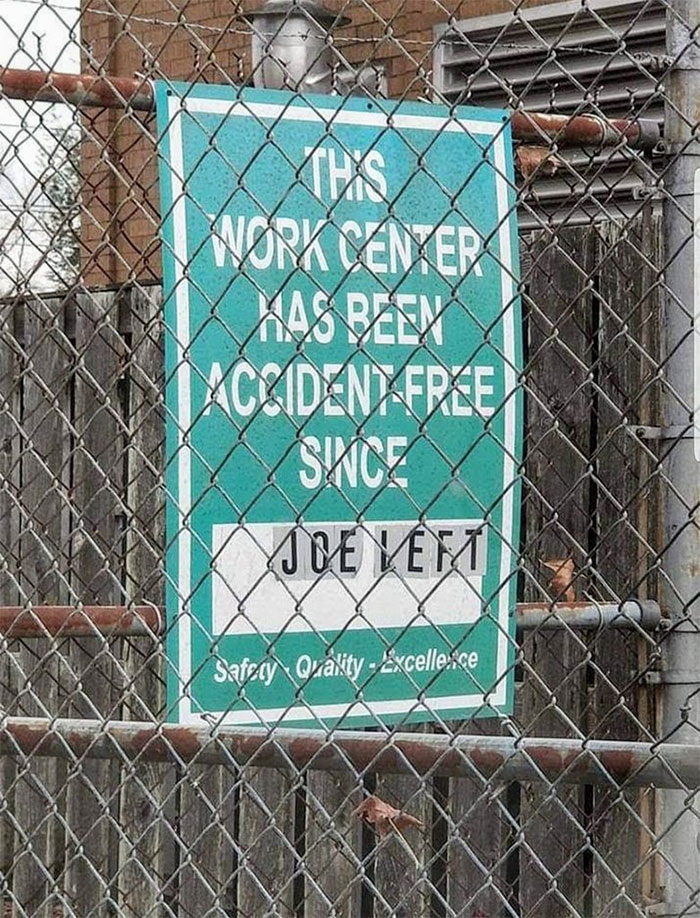 THIS
WORK CENTER
HAS BEEN
ACCIDENT-FREE
SINCE
JOE LEFT
Safety - Quality - Excellence